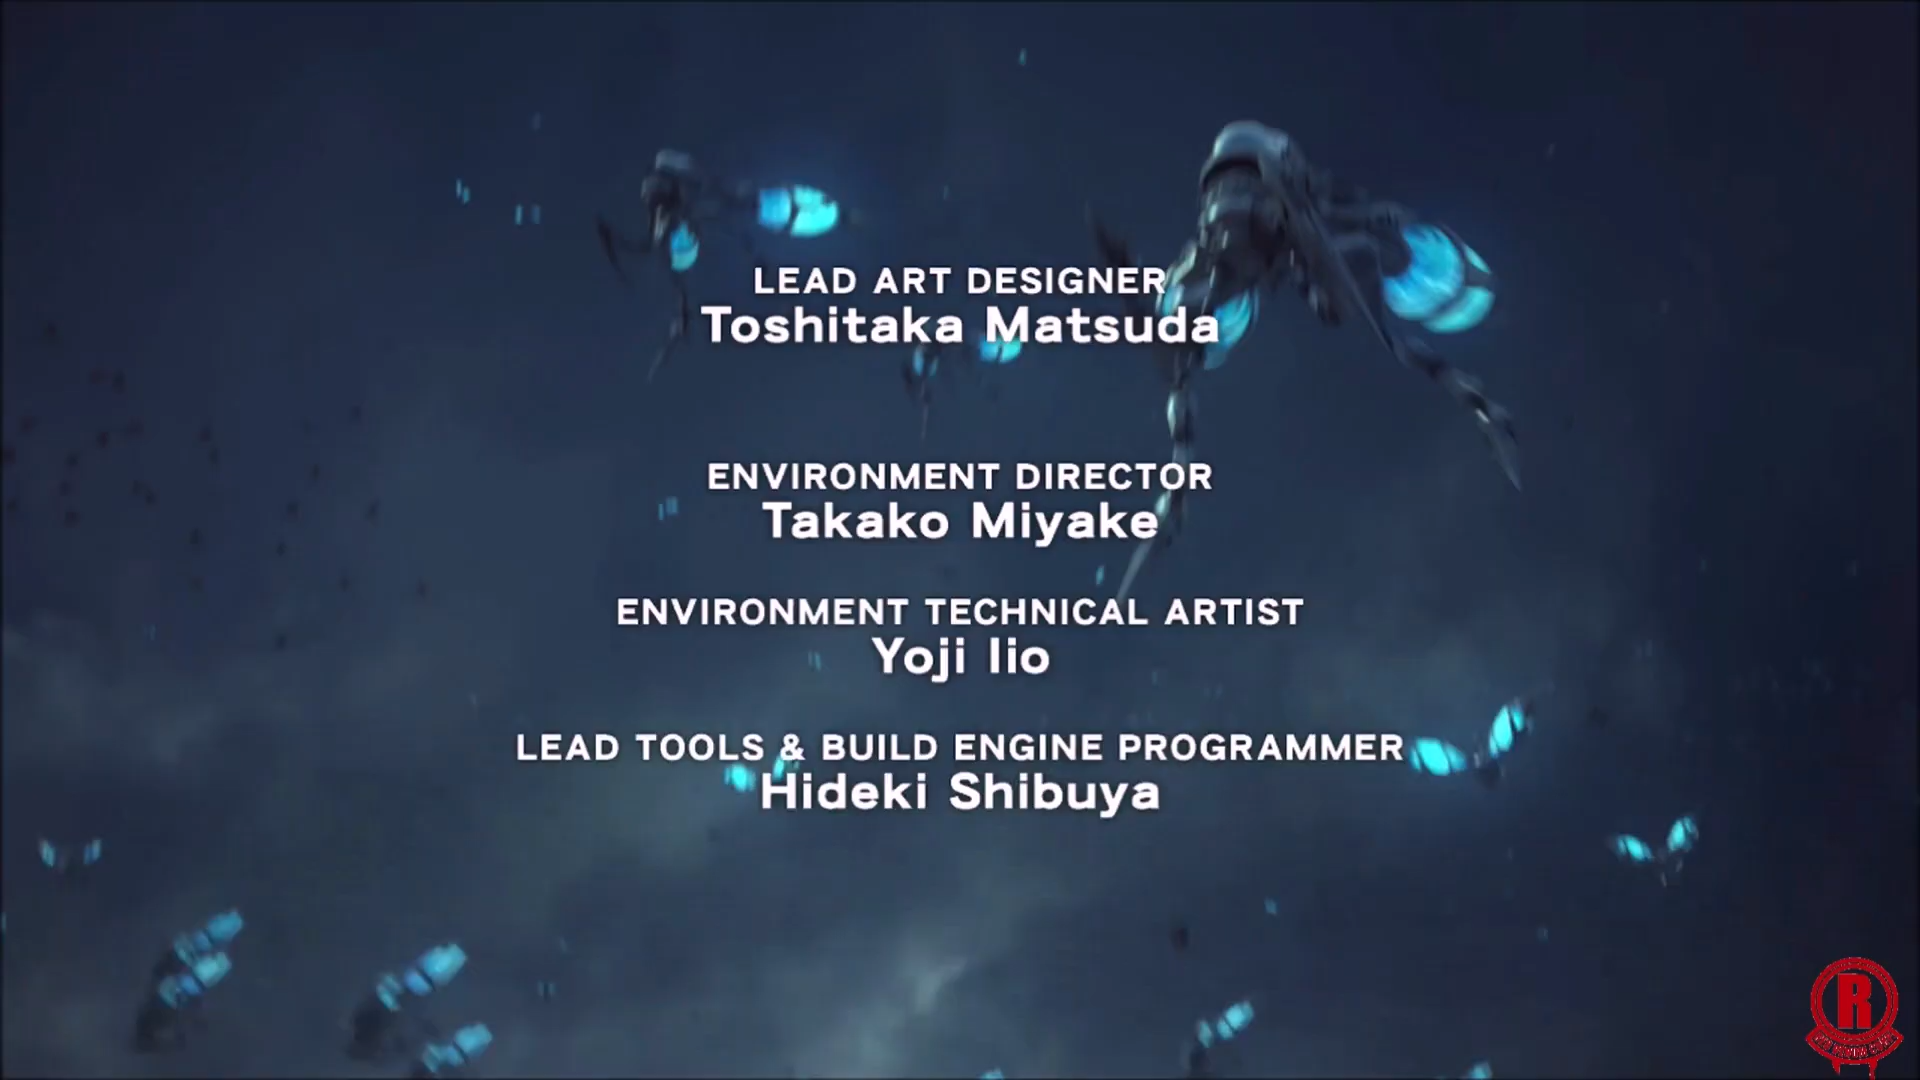 LEAD ART DESIGNER
Toshitaka Matsuda
ENVIRONMENT DIRECTOR
Takako Miyake
ENVIRONMENT TECHNICAL ARTIST
Yoji Iio
LEAD TOOLS & BUILD ENGINE PROGRAMMER
Hideki Shibuya
R